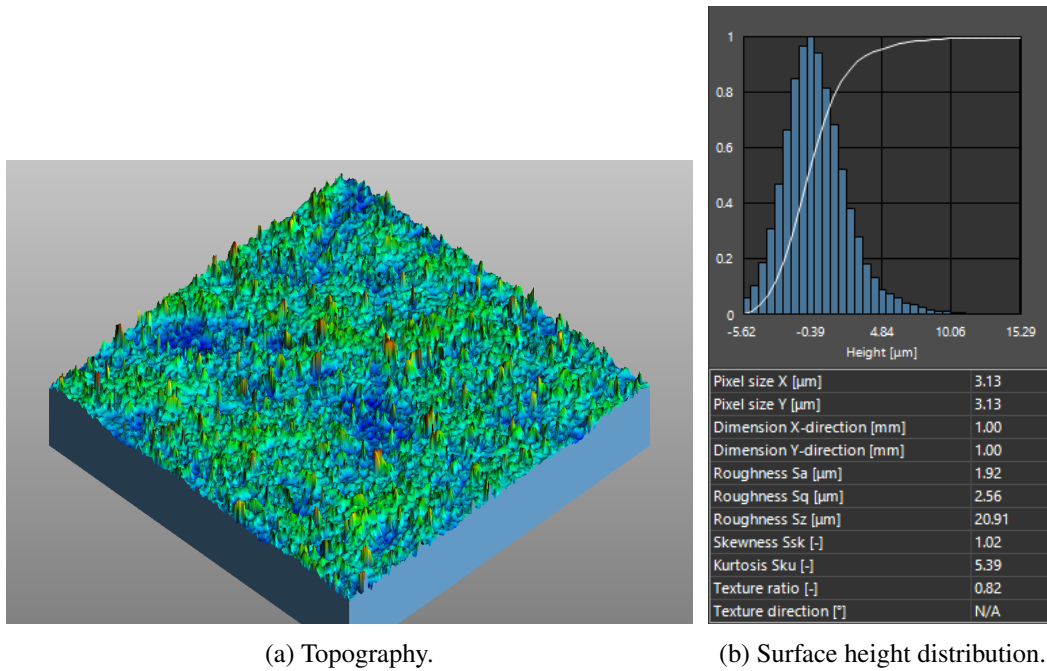 1
0.8
0.6
0.4
0.2
0
-5.62 -0.39 4.84 10.06 15.29
Height [µm]
Pixel size X [µm] 3.13
Pixel size Y [µm] 3.13
Dimension X-direction [mm] 1.00
Dimension Y-direction [mm] 1.00
Roughness Sa [µm] 1.92
Roughness Sq [µm] 2.56
Roughness Sz [µm] 20.91
Skewness Ssk [-] 1.02
Kurtosis Sku [-] 5.39
Texture ratio [-] 0.82
Texture direction [°] N/A
(a) Topography. (b) Surface height distribution.